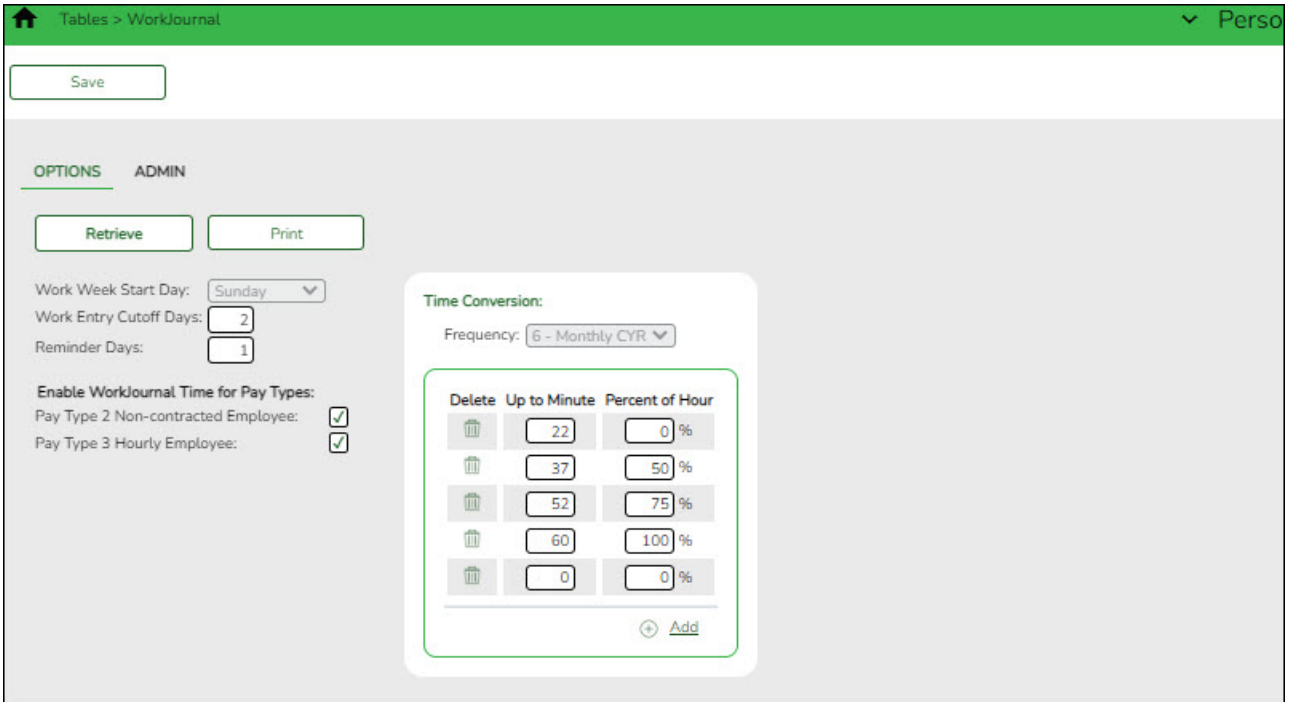 Tables > WorkJournal
Perso
Save
OPTIONS ADMIN
Retrieve Print
Work Week Start Day: Sunday
Work Entry Cutoff Days: 2
Reminder Days: 1
Enable WorkJournal Time for Pay Types:
Pay Type 2 Non-contracted Employee:
Pay Type 3 Hourly Employee:
Time Conversion:
Frequency: 6 - Monthly CYR
Delete Up to Minute Percent of Hour
22 0 %
37 50 %
52 75 %
60 100 %
0 0 %
Add